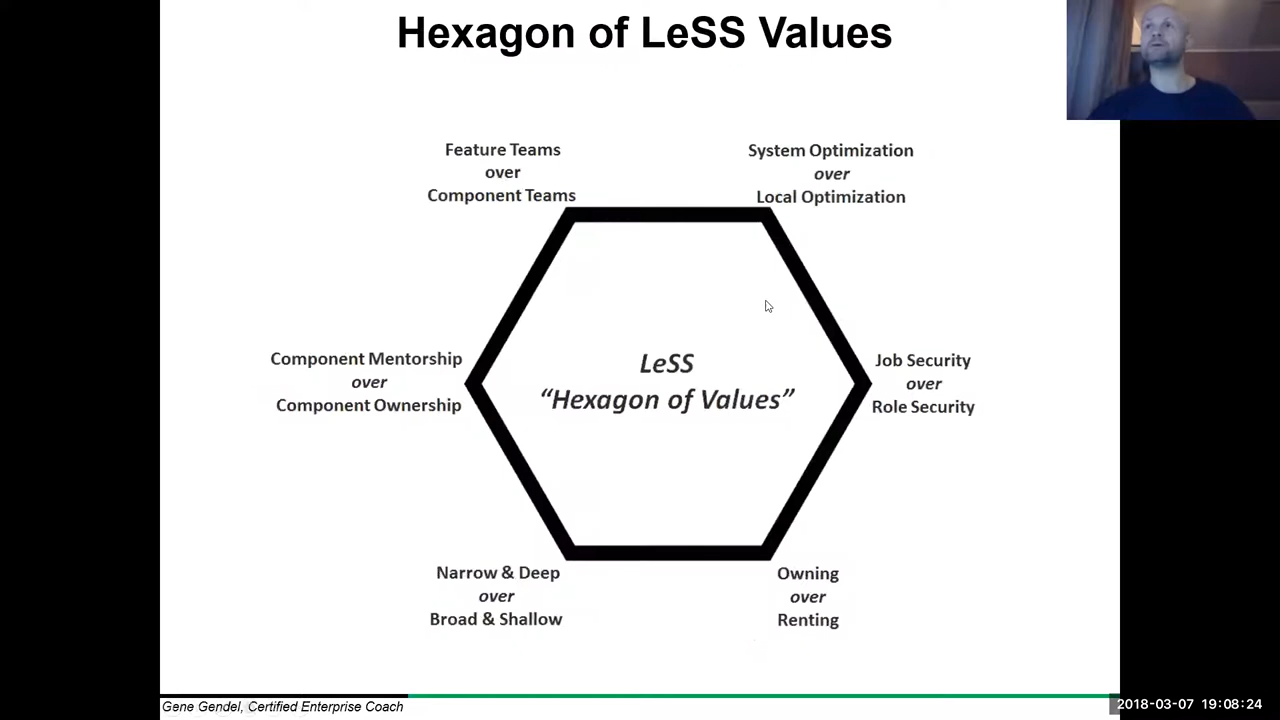 Hexagon of LeSS Values
Feature Teams
over
Component Teams
System Optimization
over
Local Optimization
Component Mentorship
over
Component Ownership
LeSS
“Hexagon of Values”
Job Security
over
Role Security
Narrow & Deep
over
Broad & Shallow
Owning
over
Renting
Gene Gendel, Certified Enterprise Coach
2018-03-07 19:08:24